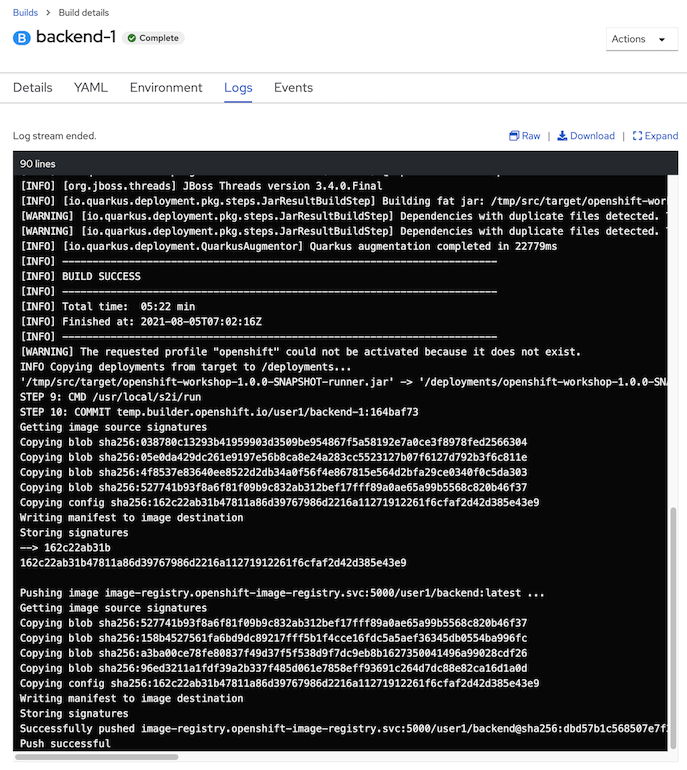 Builds > Build details
B backend-1 Complete
Actions
Details YAML Environment Logs Events
Log stream ended. Raw | Download | Expand
90 lines
[INFO] [org.jboss.threads] JBoss Threads version 3.4.0.Final
[INFO] [io.quarkus.deployment.pkg.steps.JarResultBuildStep] Building fat jar: /tmp/src/target/openshift-wor
[WARNING] [io.quarkus.deployment.pkg.steps.JarResultBuildStep] Dependencies with duplicate files detected.
[WARNING] [io.quarkus.deployment.pkg.steps.JarResultBuildStep] Dependencies with duplicate files detected.
[INFO] [io.quarkus.deployment.QuarkusAugmentor] Quarkus augmentation completed in 22779ms
[INFO] ------------------------------------------------------------------------
[INFO] BUILD SUCCESS
[INFO] ------------------------------------------------------------------------
[INFO] Total time:  05:22 min
[INFO] Finished at: 2021-08-05T07:02:16Z
[INFO] ------------------------------------------------------------------------
[WARNING] The requested profile "openshift" could not be activated because it does not exist.
INFO Copying deployments from target to /deployments...
'/tmp/src/target/openshift-workshop-1.0.0-SNAPSHOT-runner.jar' -> '/deployments/openshift-workshop-1.0.0-SNA
STEP 9: CMD /usr/local/s2i/run
STEP 10: COMMIT temp.builder.openshift.io/user1/backend-1:164baf73
Getting image source signatures
Copying blob sha256:038780c13293b41959903d3509be954867f5a58192e7a0ce3f8978fed2566304
Copying blob sha256:05e0da429dc261e9197e56b8ca8e24a283cc5523127b07f6127d792b3f6c811e
Copying blob sha256:4f8537e83640ee8522d2db34a0f56f4e867815e564d2bfa29ce0340f0c5da303
Copying blob sha256:527741b93f8a6f81f09b9c832ab312bef17fff89a0ae65a99b5568c820b46f37
Copying config sha256:162c22ab31b47811a86d39767986d2216a11271912261f6cfaf2d42d385e43e9
Writing manifest to image destination
Storing signatures
--> 162c22ab31b
162c22ab31b47811a86d39767986d2216a11271912261f6cfaf2d42d385e43e9
Pushing image image-registry.openshift-image-registry.svc:5000/user1/backend:latest ...
Getting image source signatures
Copying blob sha256:527741b93f8a6f81f09b9c832ab312bef17fff89a0ae65a99b5568c820b46f37
Copying blob sha256:158b4527561fa6bd9dc89217fff5b1f4cce16fdc5a5aef36345db0554ba996fc
Copying blob sha256:a3ba00ce78fe80837f49d37f5f538d9f7dc9eb8b1627350041496a99028cdf26
Copying blob sha256:96ed3211a1fdf39a2b337f485d061e7858eff93691c264d7dc88e82ca16d1a0d
Copying config sha256:162c22ab31b47811a86d39767986d2216a11271912261f6cfaf2d42d385e43e9
Writing manifest to image destination
Storing signatures
Successfully pushed image-registry.openshift-image-registry.svc:5000/user1/backend@sha256:dbd57b1c568507e7f
Push successful